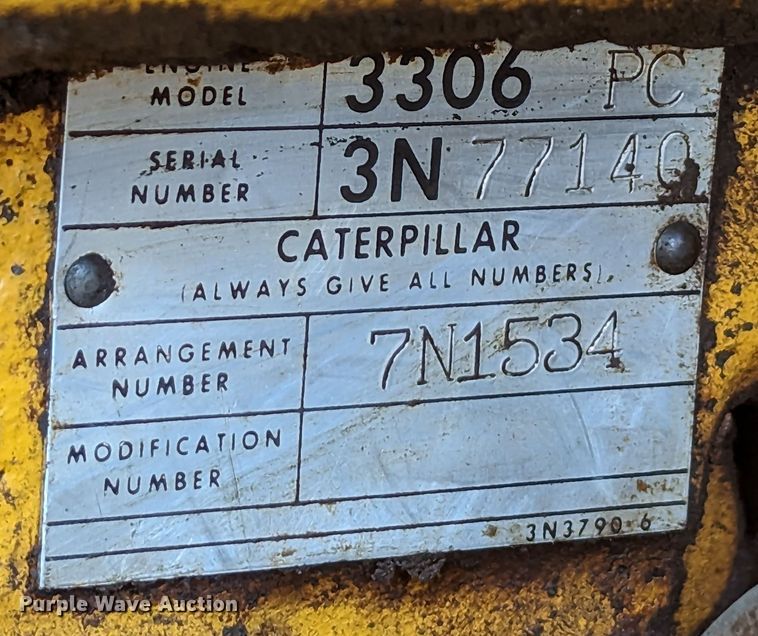 ENGINE
MODEL
3306 PC
SERIAL
NUMBER
3N 77140
CATERPILLAR
(ALWAYS GIVE ALL NUMBERS)
ARRANGEMENT
NUMBER
7N1534
MODIFICATION
NUMBER
3N3790 6
Purple Wave Auction